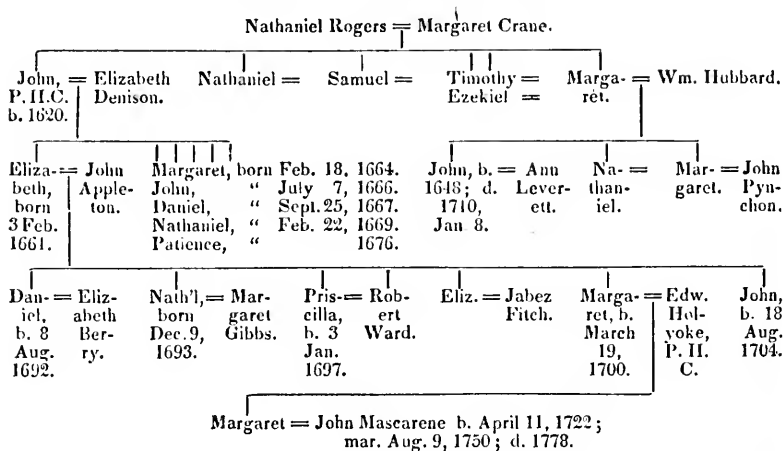 Nathaniel Rogers = Margaret Crane.
John, = Elizabeth Nathaniel = Samuel = Timothy = Marga- = Wm. Hubbard.
P. H.C. Denison. Ezekiel = ret.
b. 1620.
Eliza- = John Margaret, born Feb. 18, 1664. John, b. = Ann Na- = Mar- = John
beth, Apple- John, “ July 7, 1666. 1648; d. Lever- than- garet. Pyn-
born ton. Daniel, “ Sept. 25, 1667. 1710, ett. iel. chon.
3 Feb. Nathaniel, “ Feb. 22, 1669. Jan 8.
1661. Patience, “ 1676.
Dan- = Eliz- Nath'l, = Mar- Pris- = Rob- Eliz. = Jabez Marga- = Edw. John,
iel, abeth born garet cilla, ert Fitch. ret, b. Hol- b. 18
b. 8 Ber- Dec. 9, Gibbs. b. 3 Ward. March yoke, Aug.
Aug. ry. 1693. Jan. 19, P. H. 1704.
1692. 1697. 1700. C.
Margaret = John Mascarene b. April 11, 1722;
mar. Aug. 9, 1750; d. 1778.